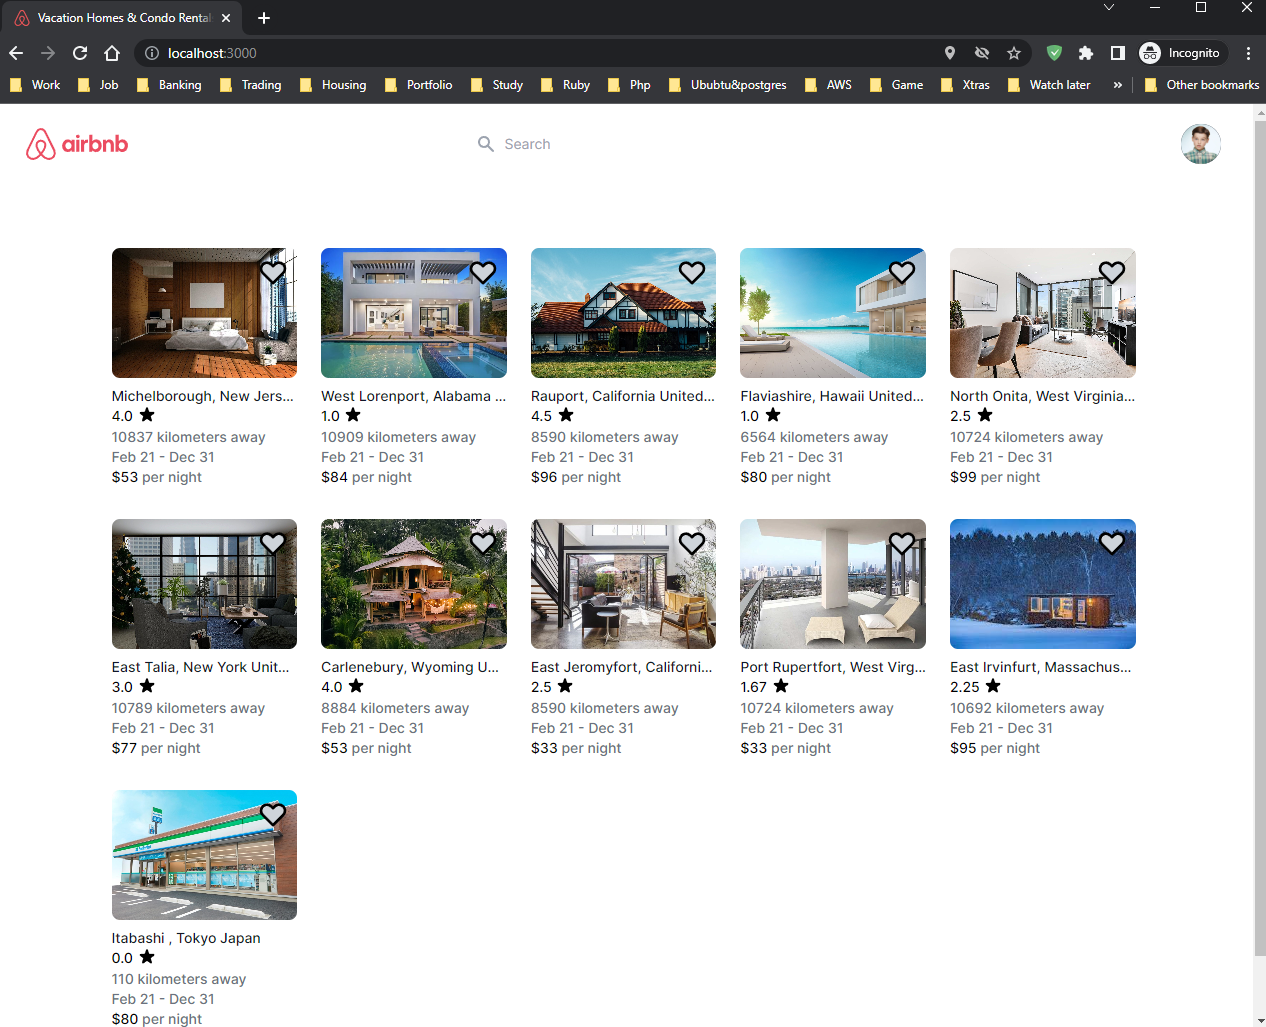 Vacation Homes & Condo Rental
localhost:3000
Incognito
Work Job Banking Trading Housing Portfolio Study Ruby Php Ububtu&postgres AWS Game Xtras Watch later » Other bookmarks
airbnb
Search
Michelborough, New Jers...
4.0
10837 kilometers away
Feb 21 - Dec 31
$53 per night
West Lorenport, Alabama ...
1.0
10909 kilometers away
Feb 21 - Dec 31
$84 per night
Rauport, California United...
4.5
8590 kilometers away
Feb 21 - Dec 31
$96 per night
Flaviashire, Hawaii United...
1.0
6564 kilometers away
Feb 21 - Dec 31
$80 per night
North Onita, West Virginia...
2.5
10724 kilometers away
Feb 21 - Dec 31
$99 per night
East Talia, New York Unit...
3.0
10789 kilometers away
Feb 21 - Dec 31
$77 per night
Carlenebury, Wyoming U...
4.0
8884 kilometers away
Feb 21 - Dec 31
$53 per night
East Jeromyfort, Californi...
2.5
8590 kilometers away
Feb 21 - Dec 31
$33 per night
Port Rupertfort, West Virg...
1.67
10724 kilometers away
Feb 21 - Dec 31
$33 per night
East Irvinfurt, Massachus...
2.25
10692 kilometers away
Feb 21 - Dec 31
$95 per night
Itabashi , Tokyo Japan
0.0
110 kilometers away
Feb 21 - Dec 31
$80 per night